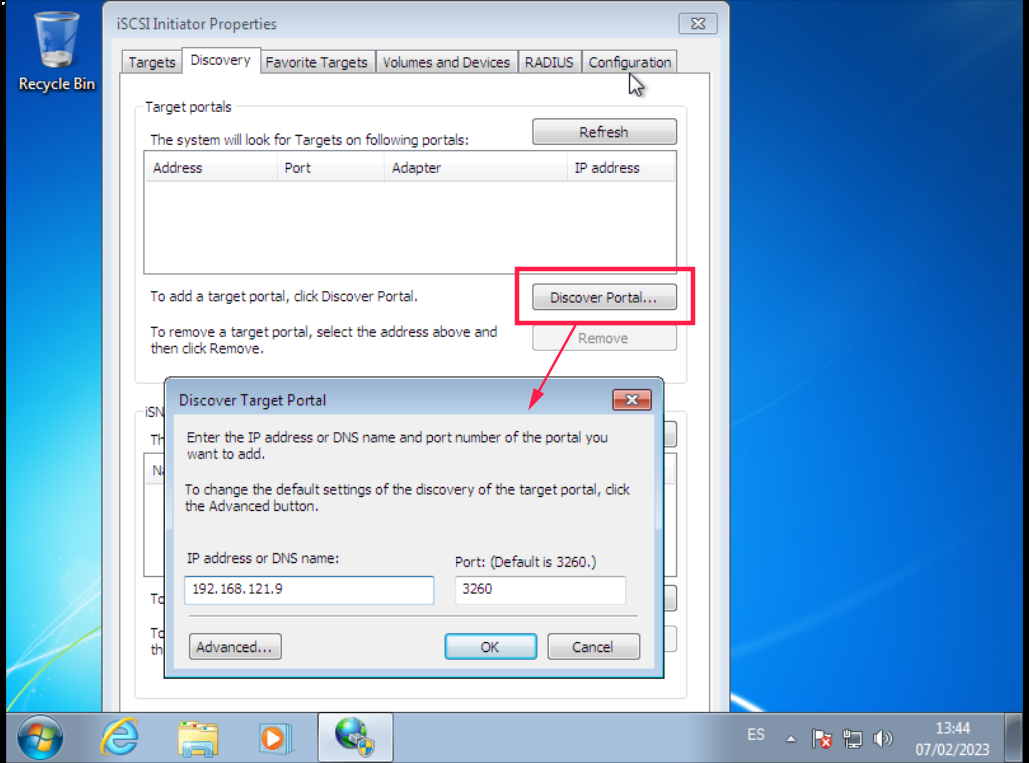 iSCSI Initiator Properties
Targets
Discovery
Favorite Targets
Volumes and Devices
RADIUS
Configuration
Recycle Bin
Target portals
The system will look for Targets on following portals:
Refresh
Address
Port
Adapter
IP address
To add a target portal, click Discover Portal.
Discover Portal...
To remove a target portal, select the address above and
then click Remove.
Remove
Discover Target Portal
iSN
Th
Enter the IP address or DNS name and port number of the portal you
want to add.
Na
To change the default settings of the discovery of the target portal, click
the Advanced button.
IP address or DNS name:
Port: (Default is 3260.)
192.168.121.9
3260
To
To
the
Advanced...
OK
Cancel
ES
13:44
07/02/2023